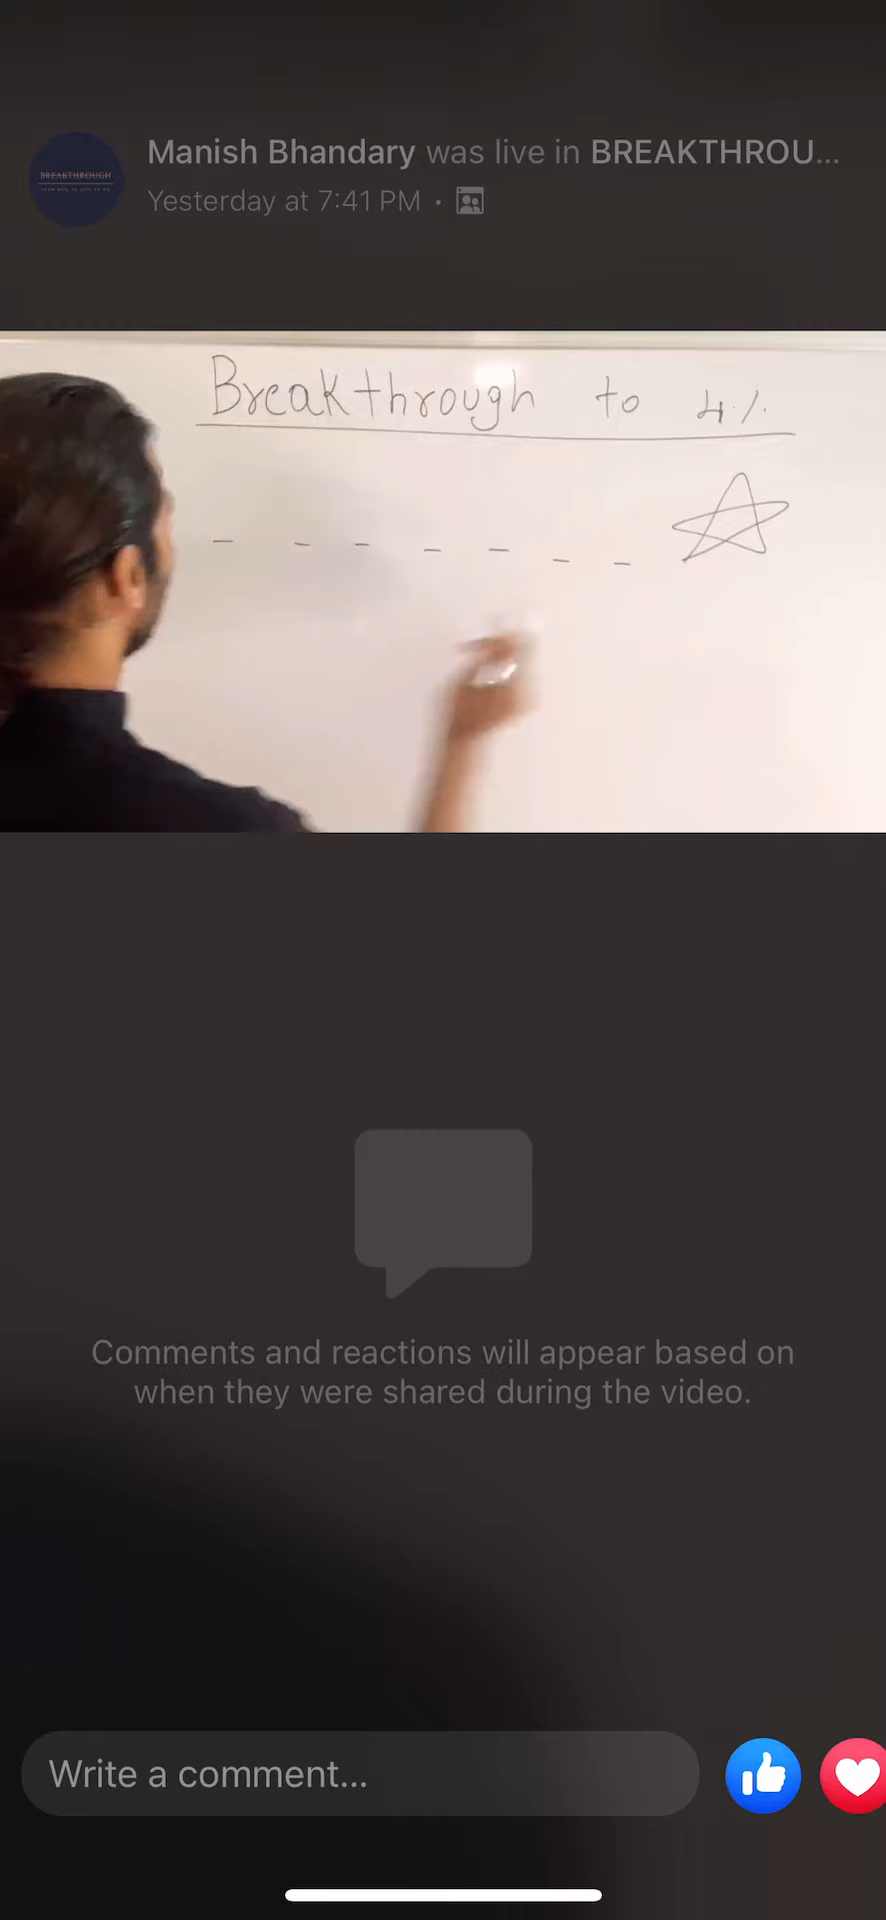 Manish Bhandary was live in BREAKTHROU...
BREAKTHROUGH
Yesterday at 7:41 PM
Breakthrough to 4%
Comments and reactions will appear based on
when they were shared during the video.
Write a comment...